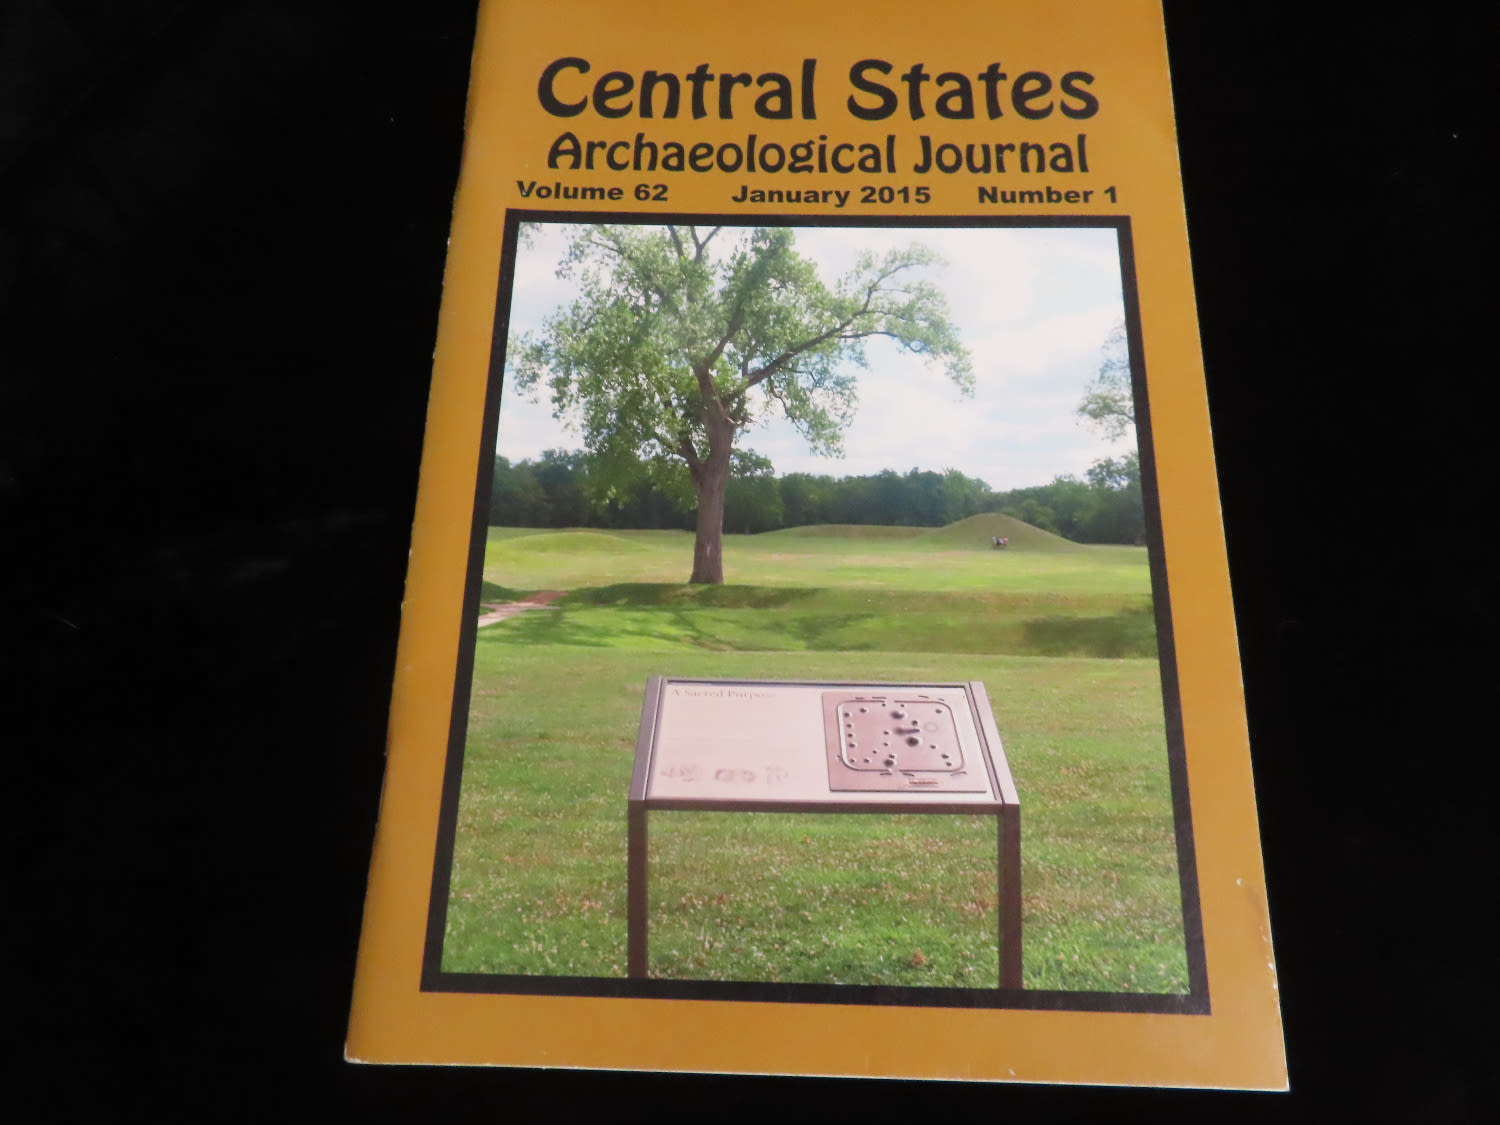 Central States
Archaeological Journal
Volume 62 January 2015 Number 1
A Sacred Purpose